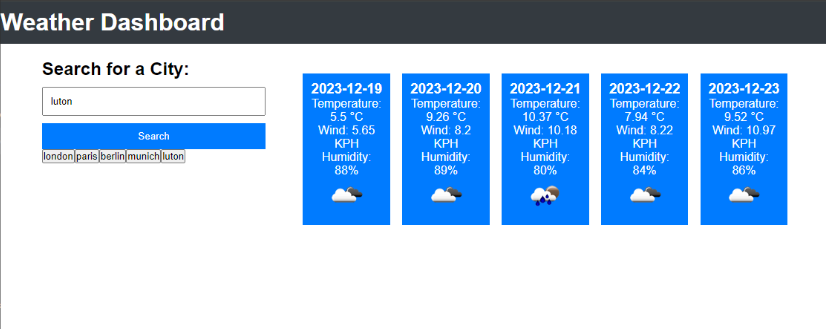 Weather Dashboard
Search for a City:
luton
Search
london paris berlin munich luton
2023-12-19
Temperature:
5.5 °C
Wind: 5.65
KPH
Humidity:
88%
2023-12-20
Temperature:
9.26 °C
Wind: 8.2
KPH
Humidity:
89%
2023-12-21
Temperature:
10.37 °C
Wind: 10.18
KPH
Humidity:
80%
2023-12-22
Temperature:
7.94 °C
Wind: 8.22
KPH
Humidity:
84%
2023-12-23
Temperature:
9.52 °C
Wind: 10.97
KPH
Humidity:
86%